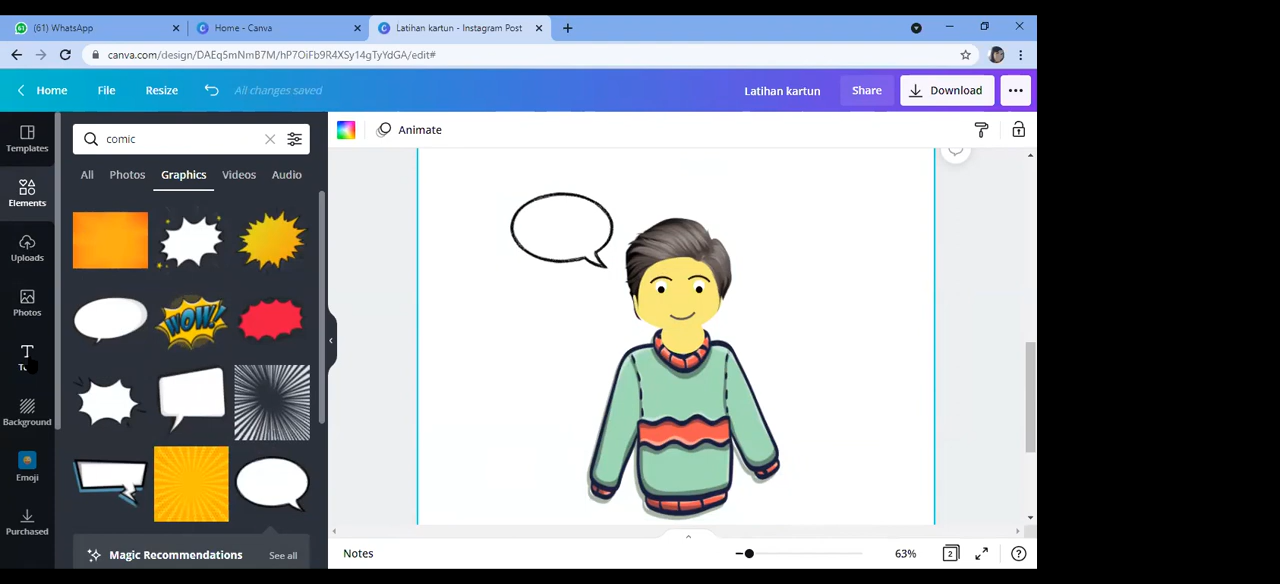 (61) WhatsApp
Home - Canva
Latihan kartun - Instagram Post
canva.com/design/DAEq5mNmB7M/hP7OiFb9R4XSy14gTyYdGA/edit#
Home File Resize All changes saved Latihan kartun Share Download
Animate
Templates
Elements
Uploads
Photos
Background
Emoji
Purchased
comic
All Photos Graphics Videos Audio
WOW!
Magic Recommendations See all
Notes 63% 2